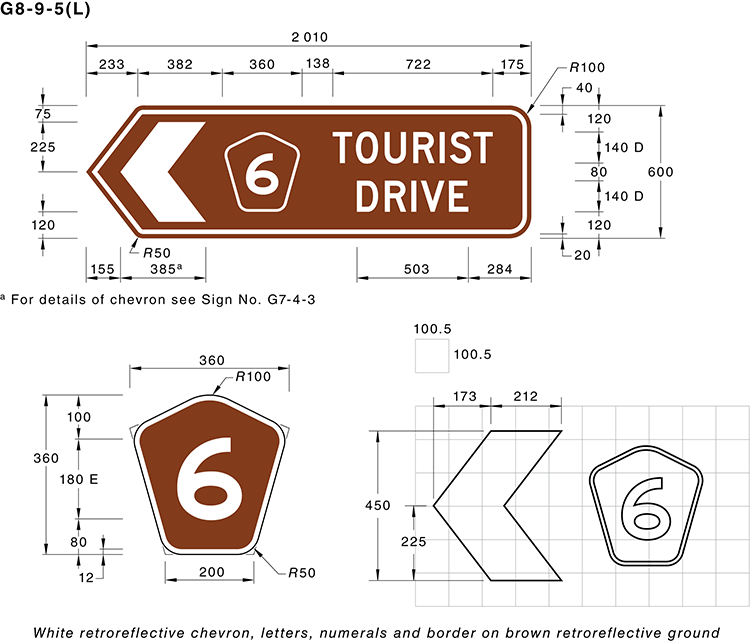 G8-9-5(L)
2 010
233 382 360 138 722 175
R100
40
75
120
225
TOURIST
140 D
6
80
600
DRIVE
140 D
120
120
R50
20
155 385ᵃ 503 284
ᵃ For details of chevron see Sign No. G7-4-3
100.5
100.5
360
R100
173 212
100
360
6
180 E
450
6
225
80
12
200
R50
White retroreflective chevron, letters, numerals and border on brown retroreflective ground